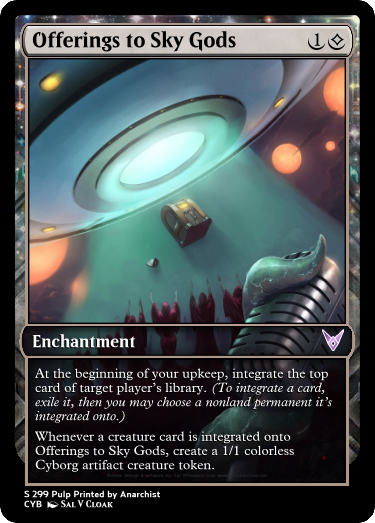 Offerings to Sky Gods 1
Enchantment
At the beginning of your upkeep, integrate the top
card of target player's library. (To integrate a card,
exile it, then you may choose a nonland permanent it's
integrated onto.)
Whenever a creature card is integrated onto
Offerings to Sky Gods, create a 1/1 colorless
Cyborg artifact creature token.
S 299 Pulp Printed by Anarchist
CYB Sal V Cloak